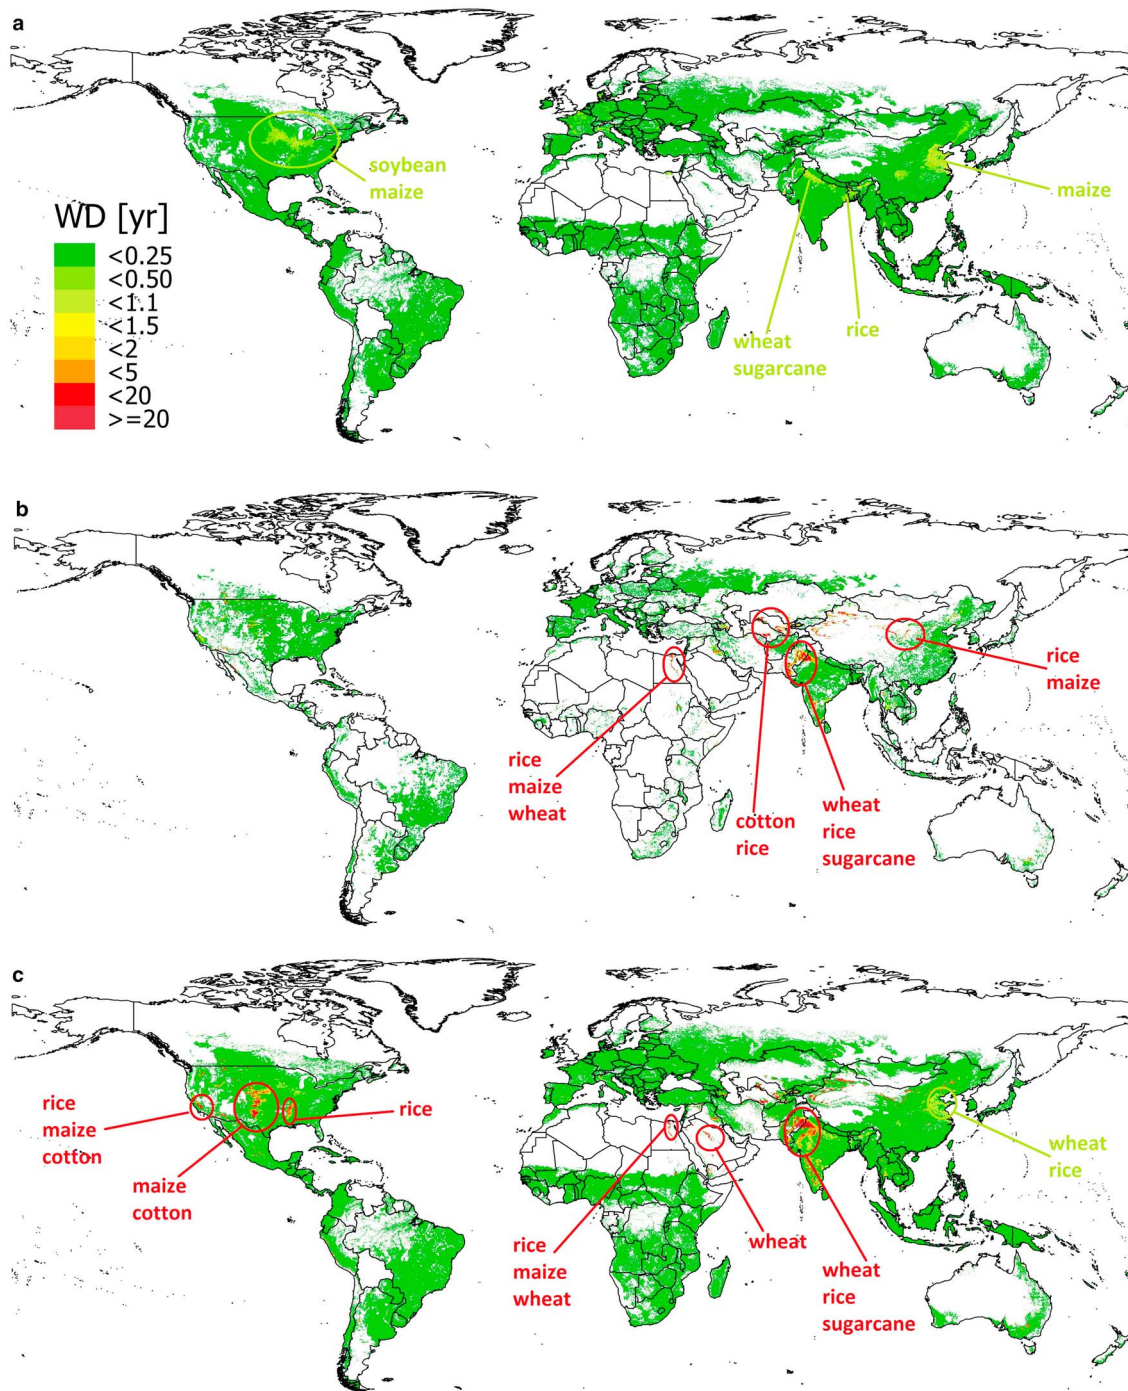 a
soybean
maize
WD [yr]
<0.25
<0.50
<1.1
<1.5
<2
<5
<20
>=20
maize
rice
wheat
sugarcane
b
rice
maize
rice
maize
wheat
cotton
rice
wheat
rice
sugarcane
c
rice
maize
cotton
rice
maize
cotton
wheat
rice
rice
maize
wheat
wheat
wheat
rice
sugarcane